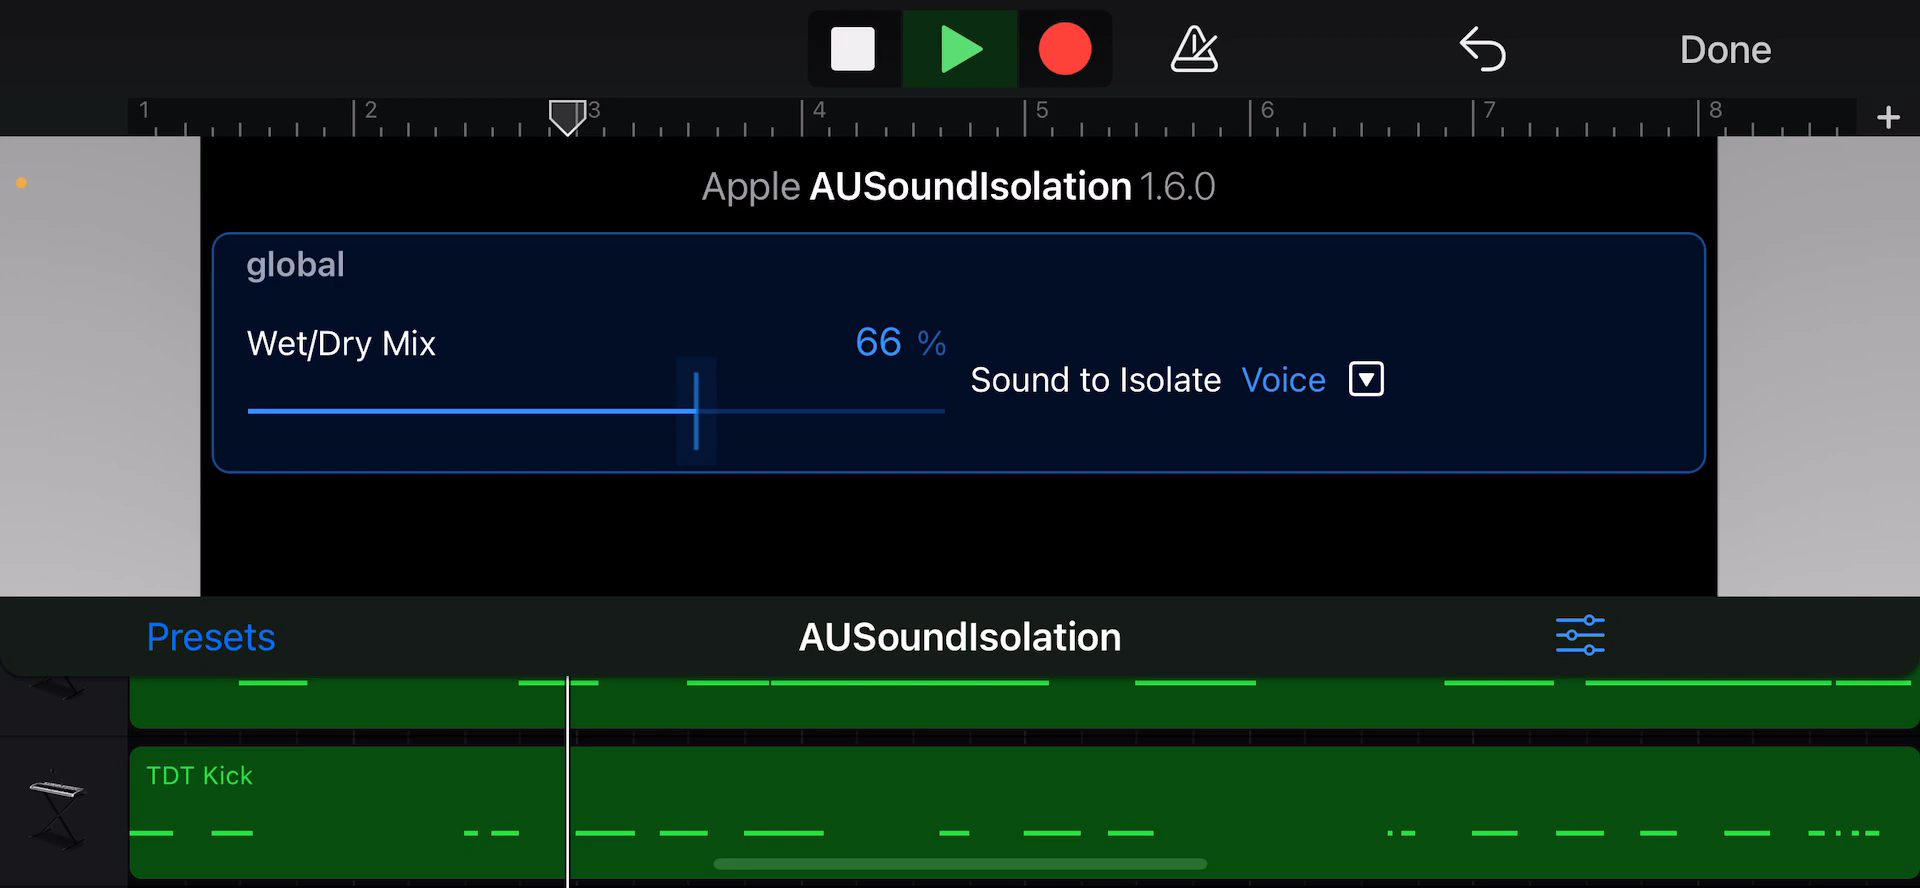 Done
1 2 3 4 5 6 7 8 +
Apple AUSoundIsolation 1.6.0
global
Wet/Dry Mix 66 %
Sound to Isolate Voice
Presets AUSoundIsolation
TDT Kick